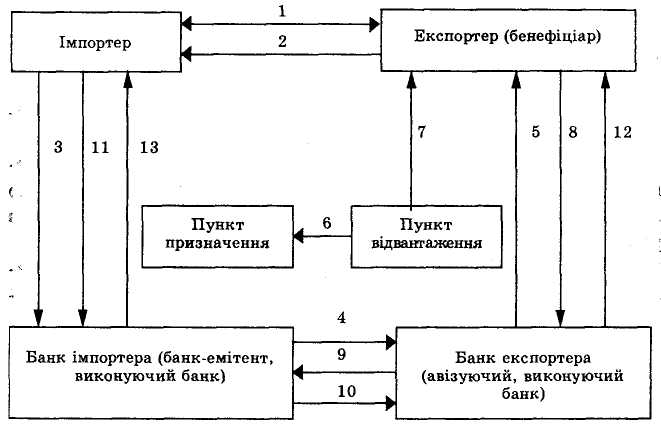 1
Імпортер
Експортер (бенефіціар)
2
3
11
13
7
5
8
12
Пункт
призначення
6
Пункт
відвантаження
4
Банк імпортера (банк-емітент,
виконуючий банк)
9
10
Банк експортера
(авізуючий, виконуючий
банк)